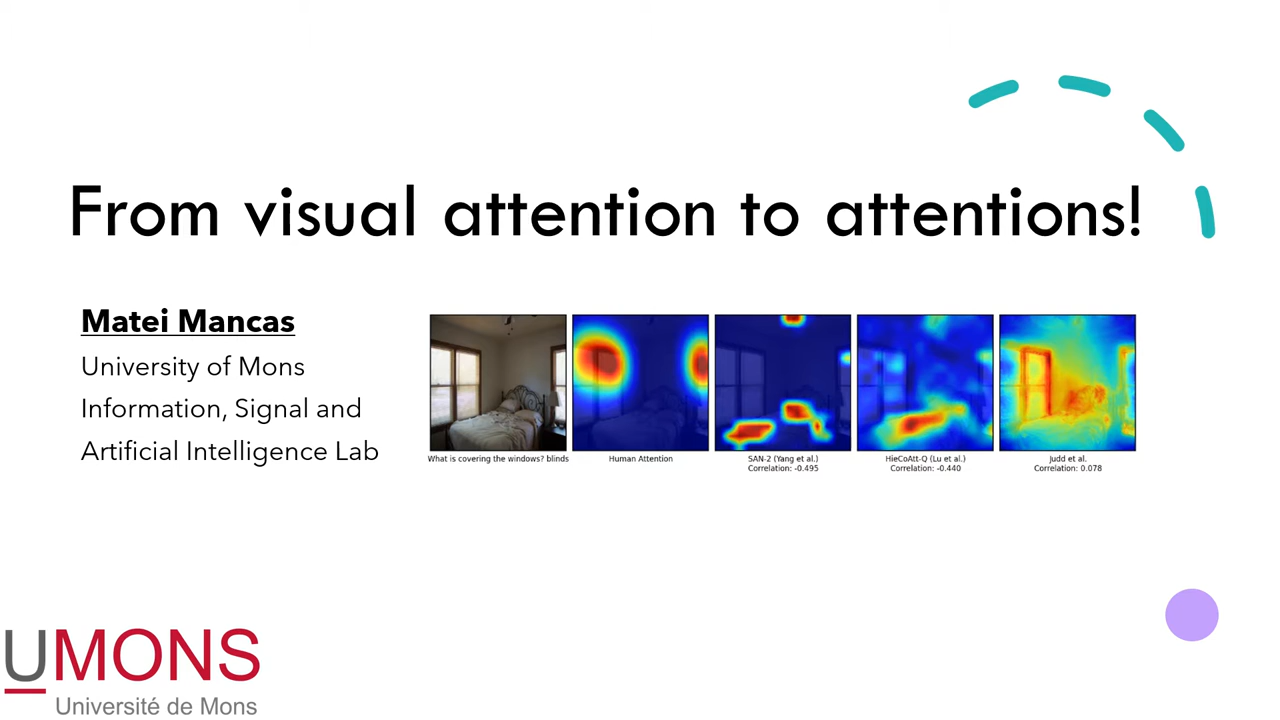 From visual attention to attentions!
Matei Mancas
University of Mons
Information, Signal and
Artificial Intelligence Lab
What is covering the windows? blinds
Human Attention
SAN-2 (Yang et al.)
Correlation: -0.495
HieCoAtt-Q (Lu et al.)
Correlation: -0.440
Judd et al.
Correlation: 0.078
UMONS
Université de Mons